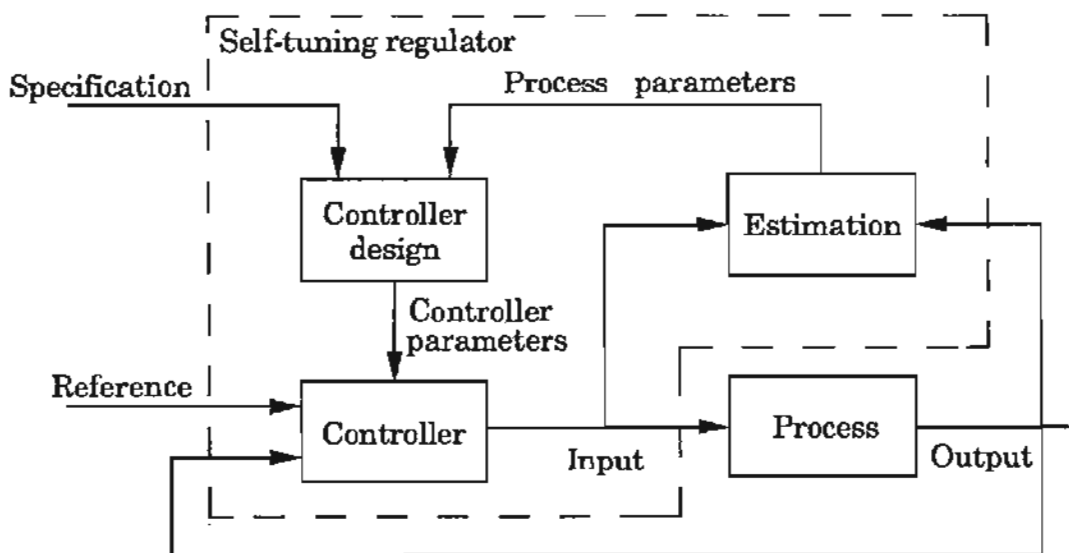 Self-tuning regulator
Specification
Process parameters
Controller
design
Estimation
Controller
parameters
Reference
Controller
Process
Input
Output